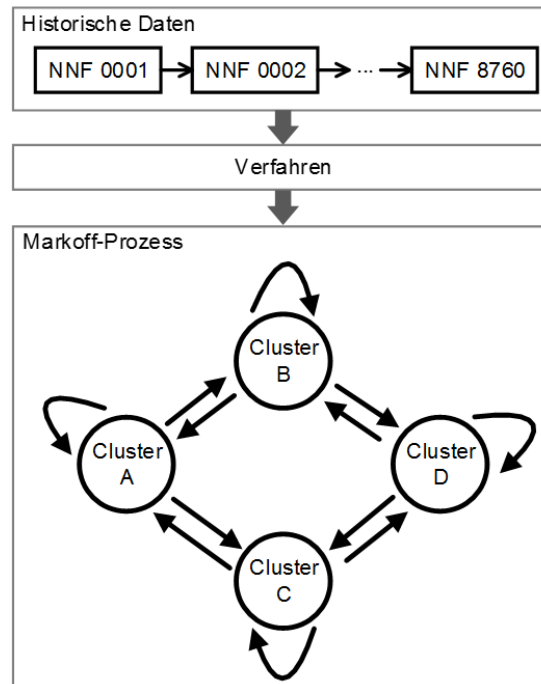 Historische Daten
NNF 0001
NNF 0002
...
NNF 8760
Verfahren
Markoff-Prozess
Cluster
B
Cluster
A
Cluster
D
Cluster
C